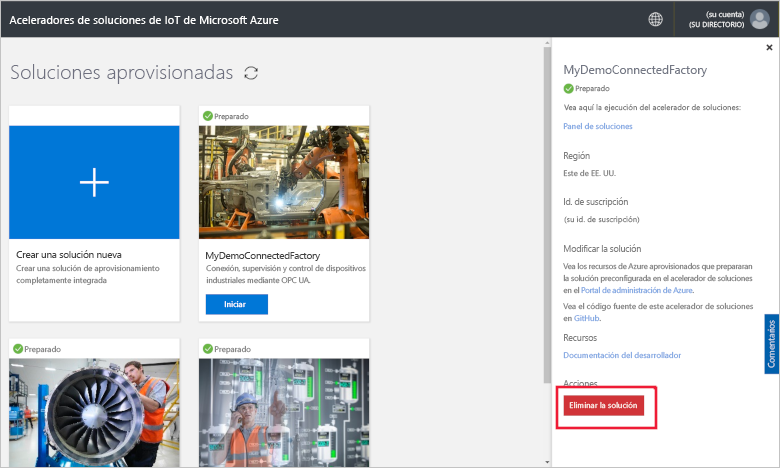 Aceleradores de soluciones de IoT de Microsoft Azure
(su cuenta)
(SU DIRECTORIO)
Soluciones aprovisionadas
Crear una solución nueva
Crear una solución de aprovisionamiento
completamente integrada
Preparado
MyDemoConnectedFactory
Conexión, supervisión y control de dispositivos
industriales mediante OPC UA.
Iniciar
Preparado
Preparado
MyDemoConnectedFactory
Preparado
Vea aquí la ejecución del acelerador de soluciones:
Panel de soluciones
Región
Este de EE. UU.
Id. de suscripción
(su id. de suscripción)
Modificar la solución
Vea los recursos de Azure aprovisionados que prepararan
la solución preconfigurada en el acelerador de soluciones
en el Portal de administración de Azure.
Vea el código fuente de este acelerador de soluciones
en GitHub.
Recursos
Documentación del desarrollador
Acciones
Eliminar la solución
Comentarios